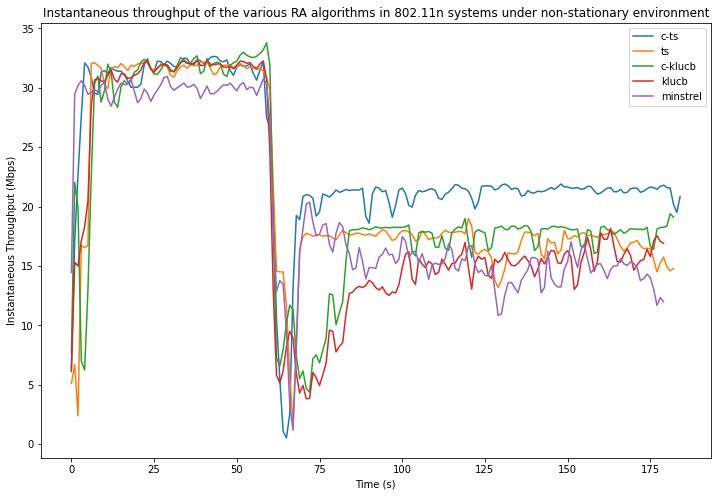 Instantaneous throughput of the various RA algorithms in 802.11n systems under non-stationary environment
35
30
25
20
15
10
5
0
Instantaneous Throughput (Mbps)
c-ts
ts
c-klucb
klucb
minstrel
0 25 50 75 100 125 150 175
Time (s)